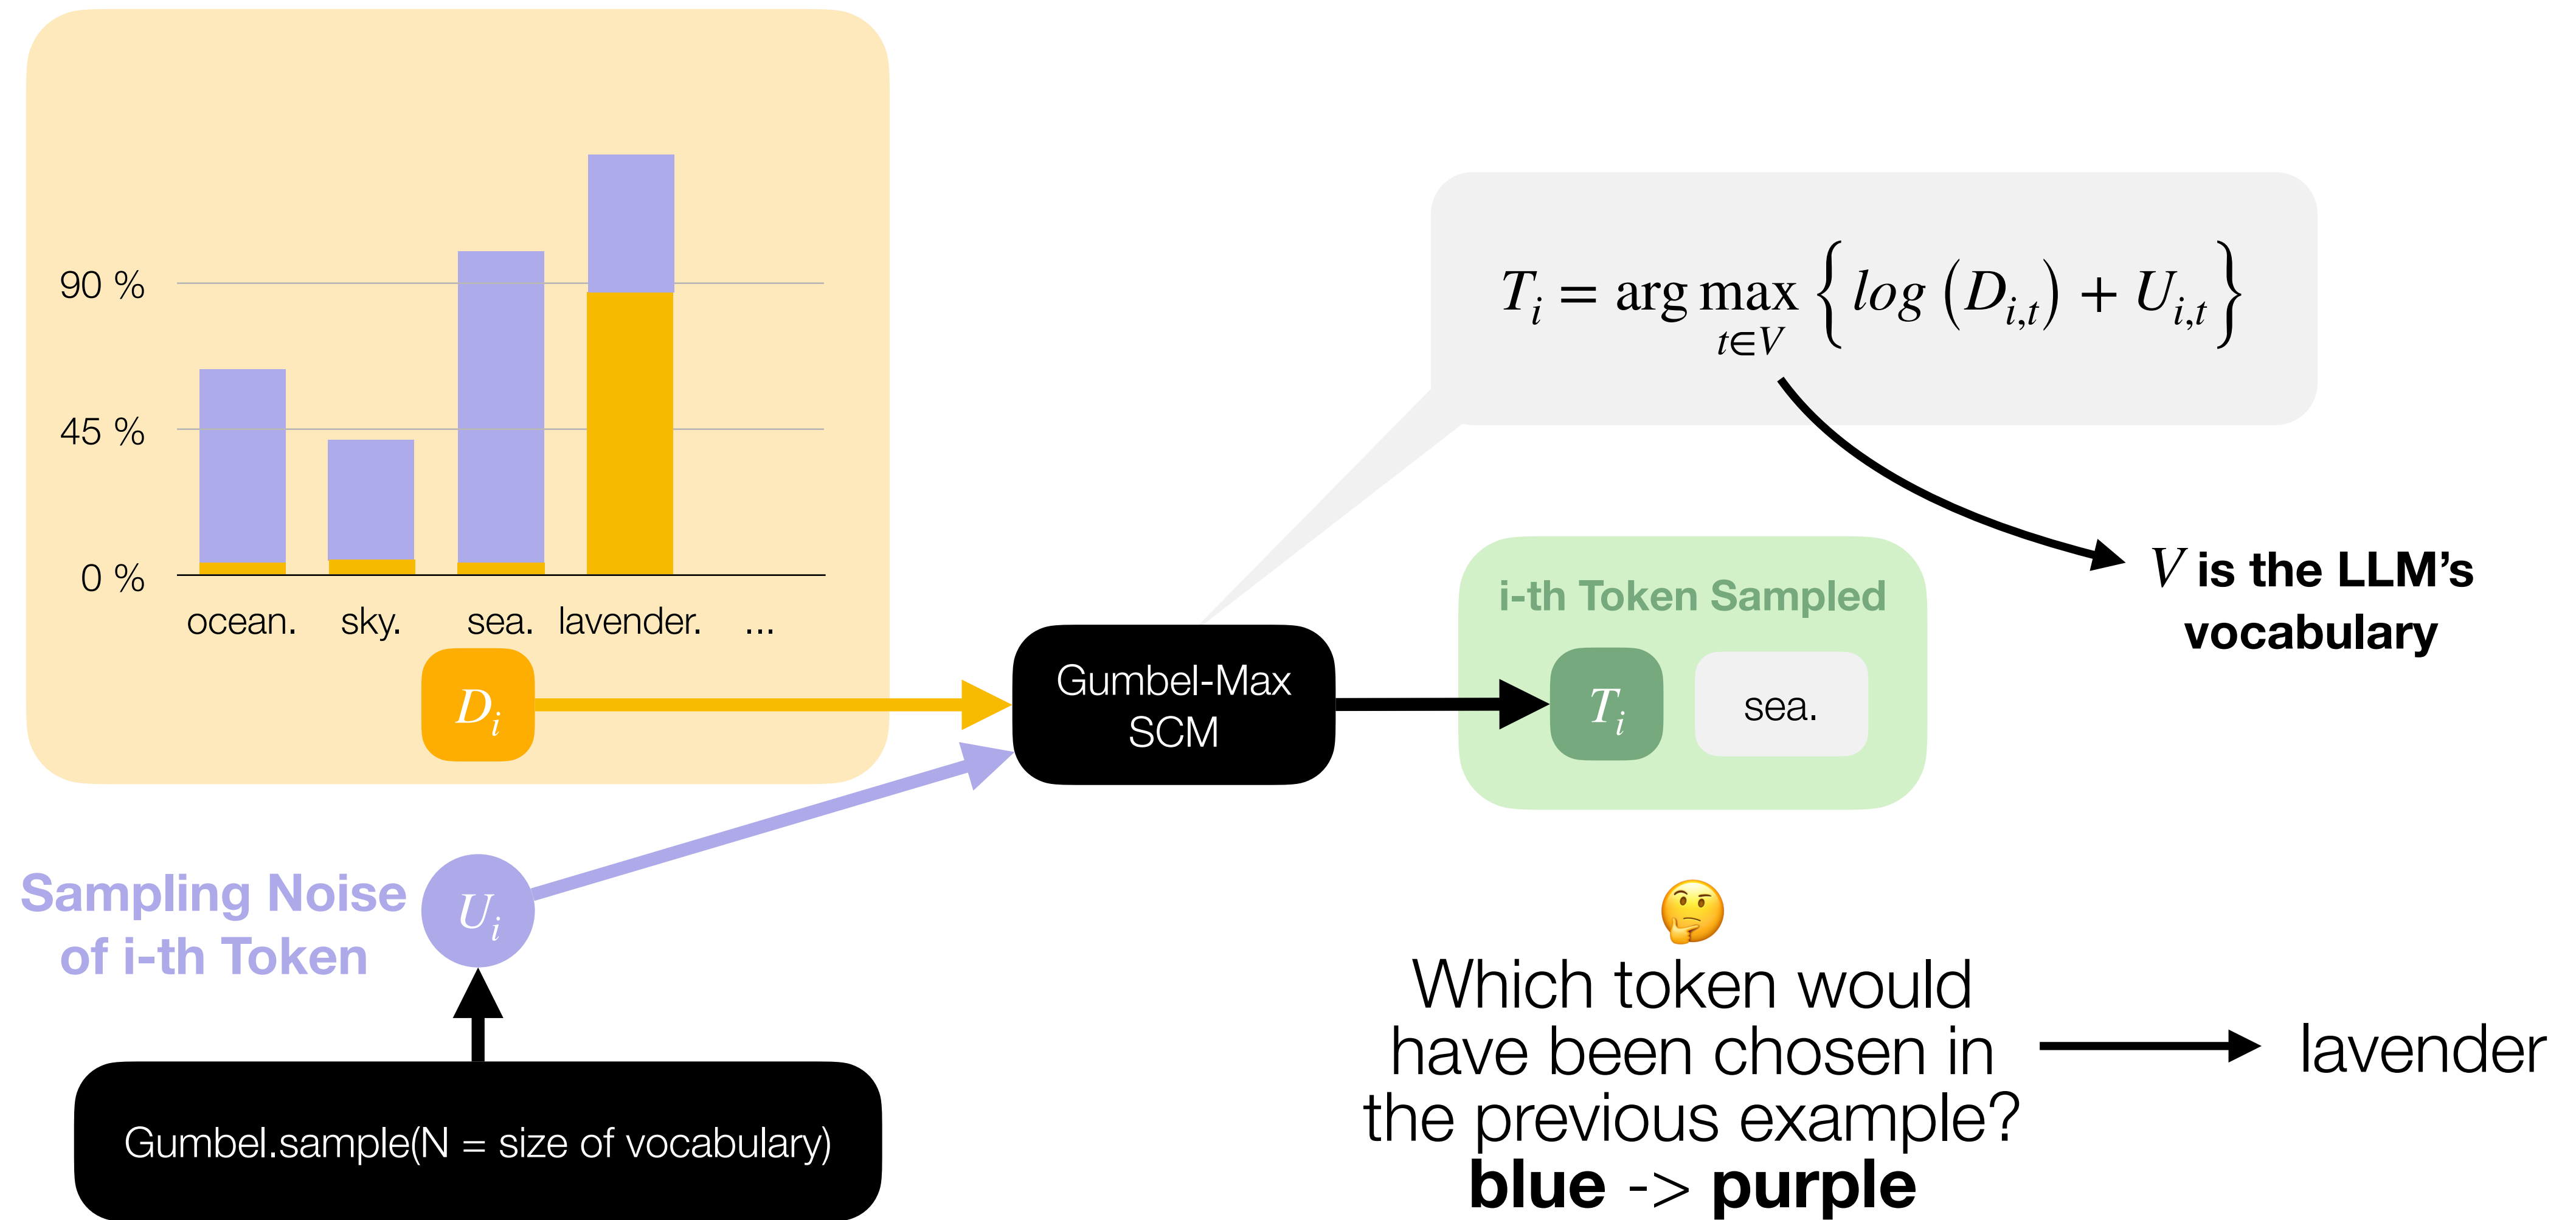 90 %
45 %
0 %
ocean. sky. sea. lavender. ...
D_i
Sampling Noise
of i-th Token
U_i
Gumbel.sample(N = size of vocabulary)
Gumbel-Max
SCM
T_i = arg max_{t∈V} { log (D_{i,t}) + U_{i,t} }
V is the LLM’s
vocabulary
i-th Token Sampled
T_i sea.
Which token would
have been chosen in
the previous example?
blue -> purple
lavender